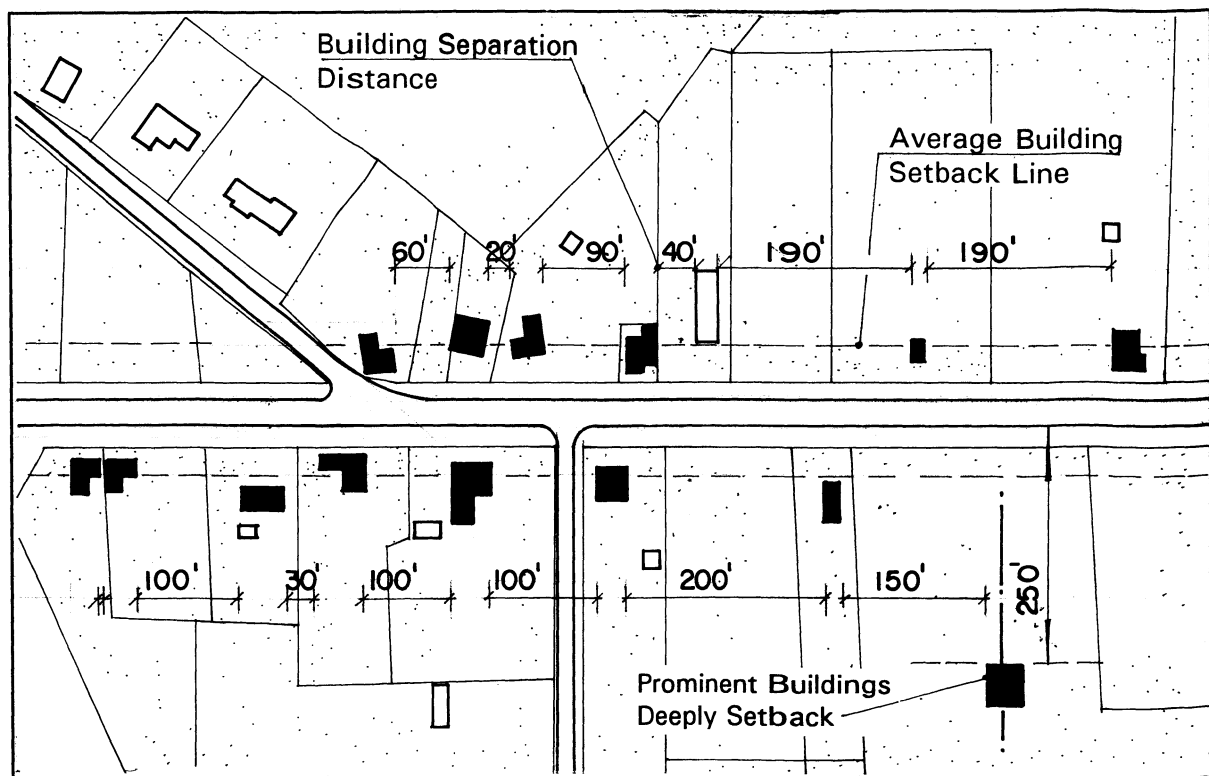 Building Separation
Distance
Average Building
Setback Line
60' 20' 90' 40' 190' 190'
100' 30' 100' 100' 200' 150'
250'
Prominent Buildings
Deeply Setback